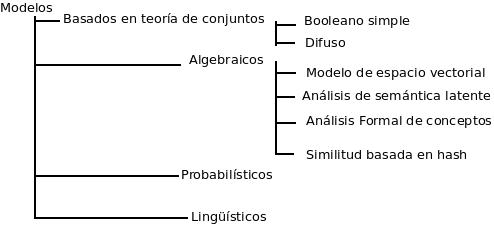 Modelos
Basados en teoría de conjuntos
Booleano simple
Difuso
Algebraicos
Modelo de espacio vectorial
Análisis de semántica latente
Análisis Formal de conceptos
Similitud basada en hash
Probabilísticos
Lingüísticos